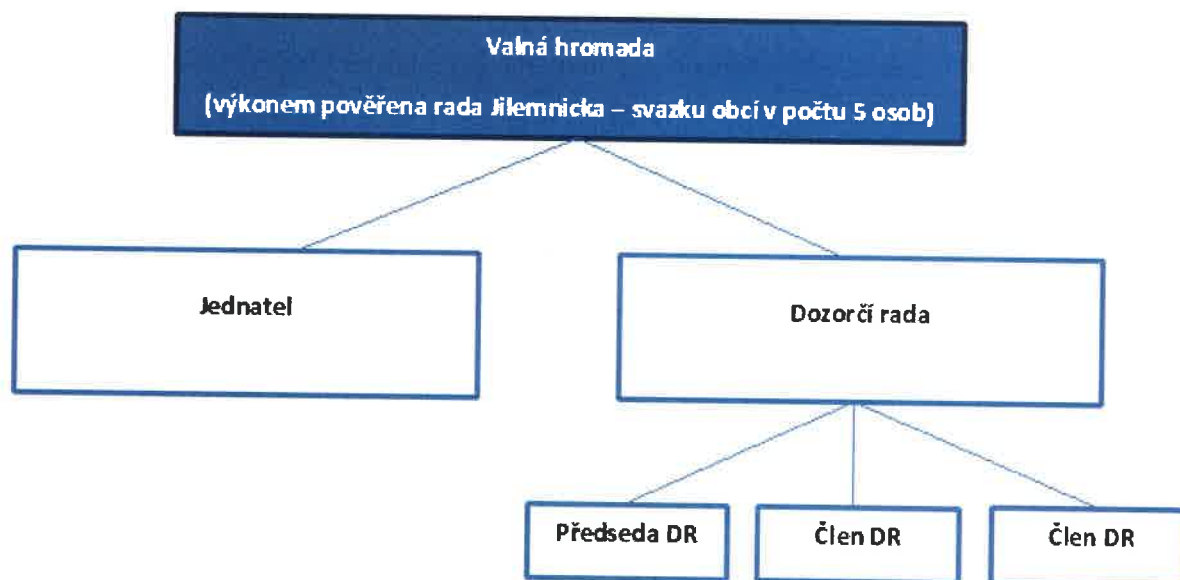 Valná hromada
(výkonem pověřena rada Jilemnicka – svazku obcí v počtu 5 osob)
Jednatel
Dozorčí rada
Předseda DR
Člen DR
Člen DR